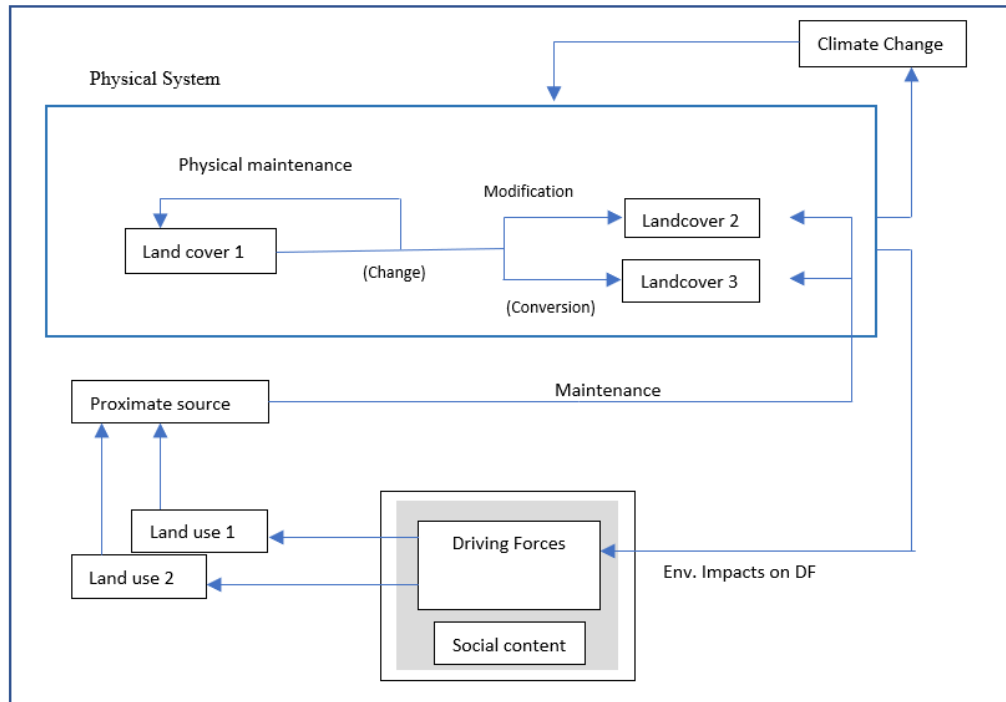 Climate Change
Physical System
Physical maintenance
Modification
Land cover 1
Landcover 2
(Change)
Landcover 3
(Conversion)
Proximate source
Maintenance
Land use 1
Driving Forces
Land use 2
Env. Impacts on DF
Social content